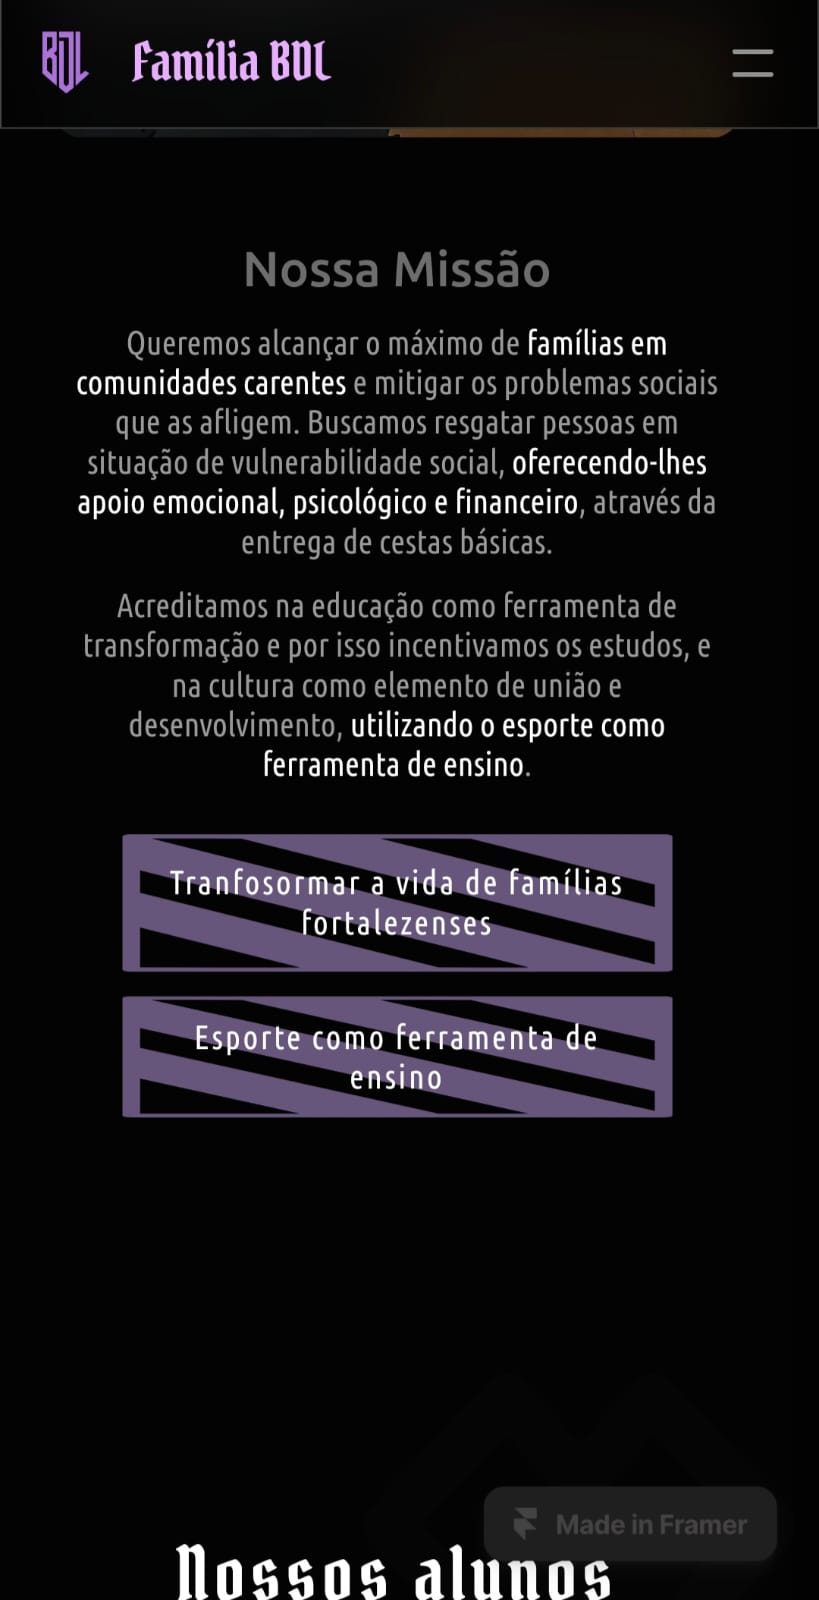 BDL
Família BDL
Nossa Missão
Queremos alcançar o máximo de famílias em
comunidades carentes e mitigar os problemas sociais
que as afligem. Buscamos resgatar pessoas em
situação de vulnerabilidade social, oferecendo-lhes
apoio emocional, psicológico e financeiro, através da
entrega de cestas básicas.
Acreditamos na educação como ferramenta de
transformação e por isso incentivamos os estudos, e
na cultura como elemento de união e
desenvolvimento, utilizando o esporte como
ferramenta de ensino.
Tranfosormar a vida de famílias
fortalezenses
Esporte como ferramenta de
ensino
Made in Framer
Nossos alunos